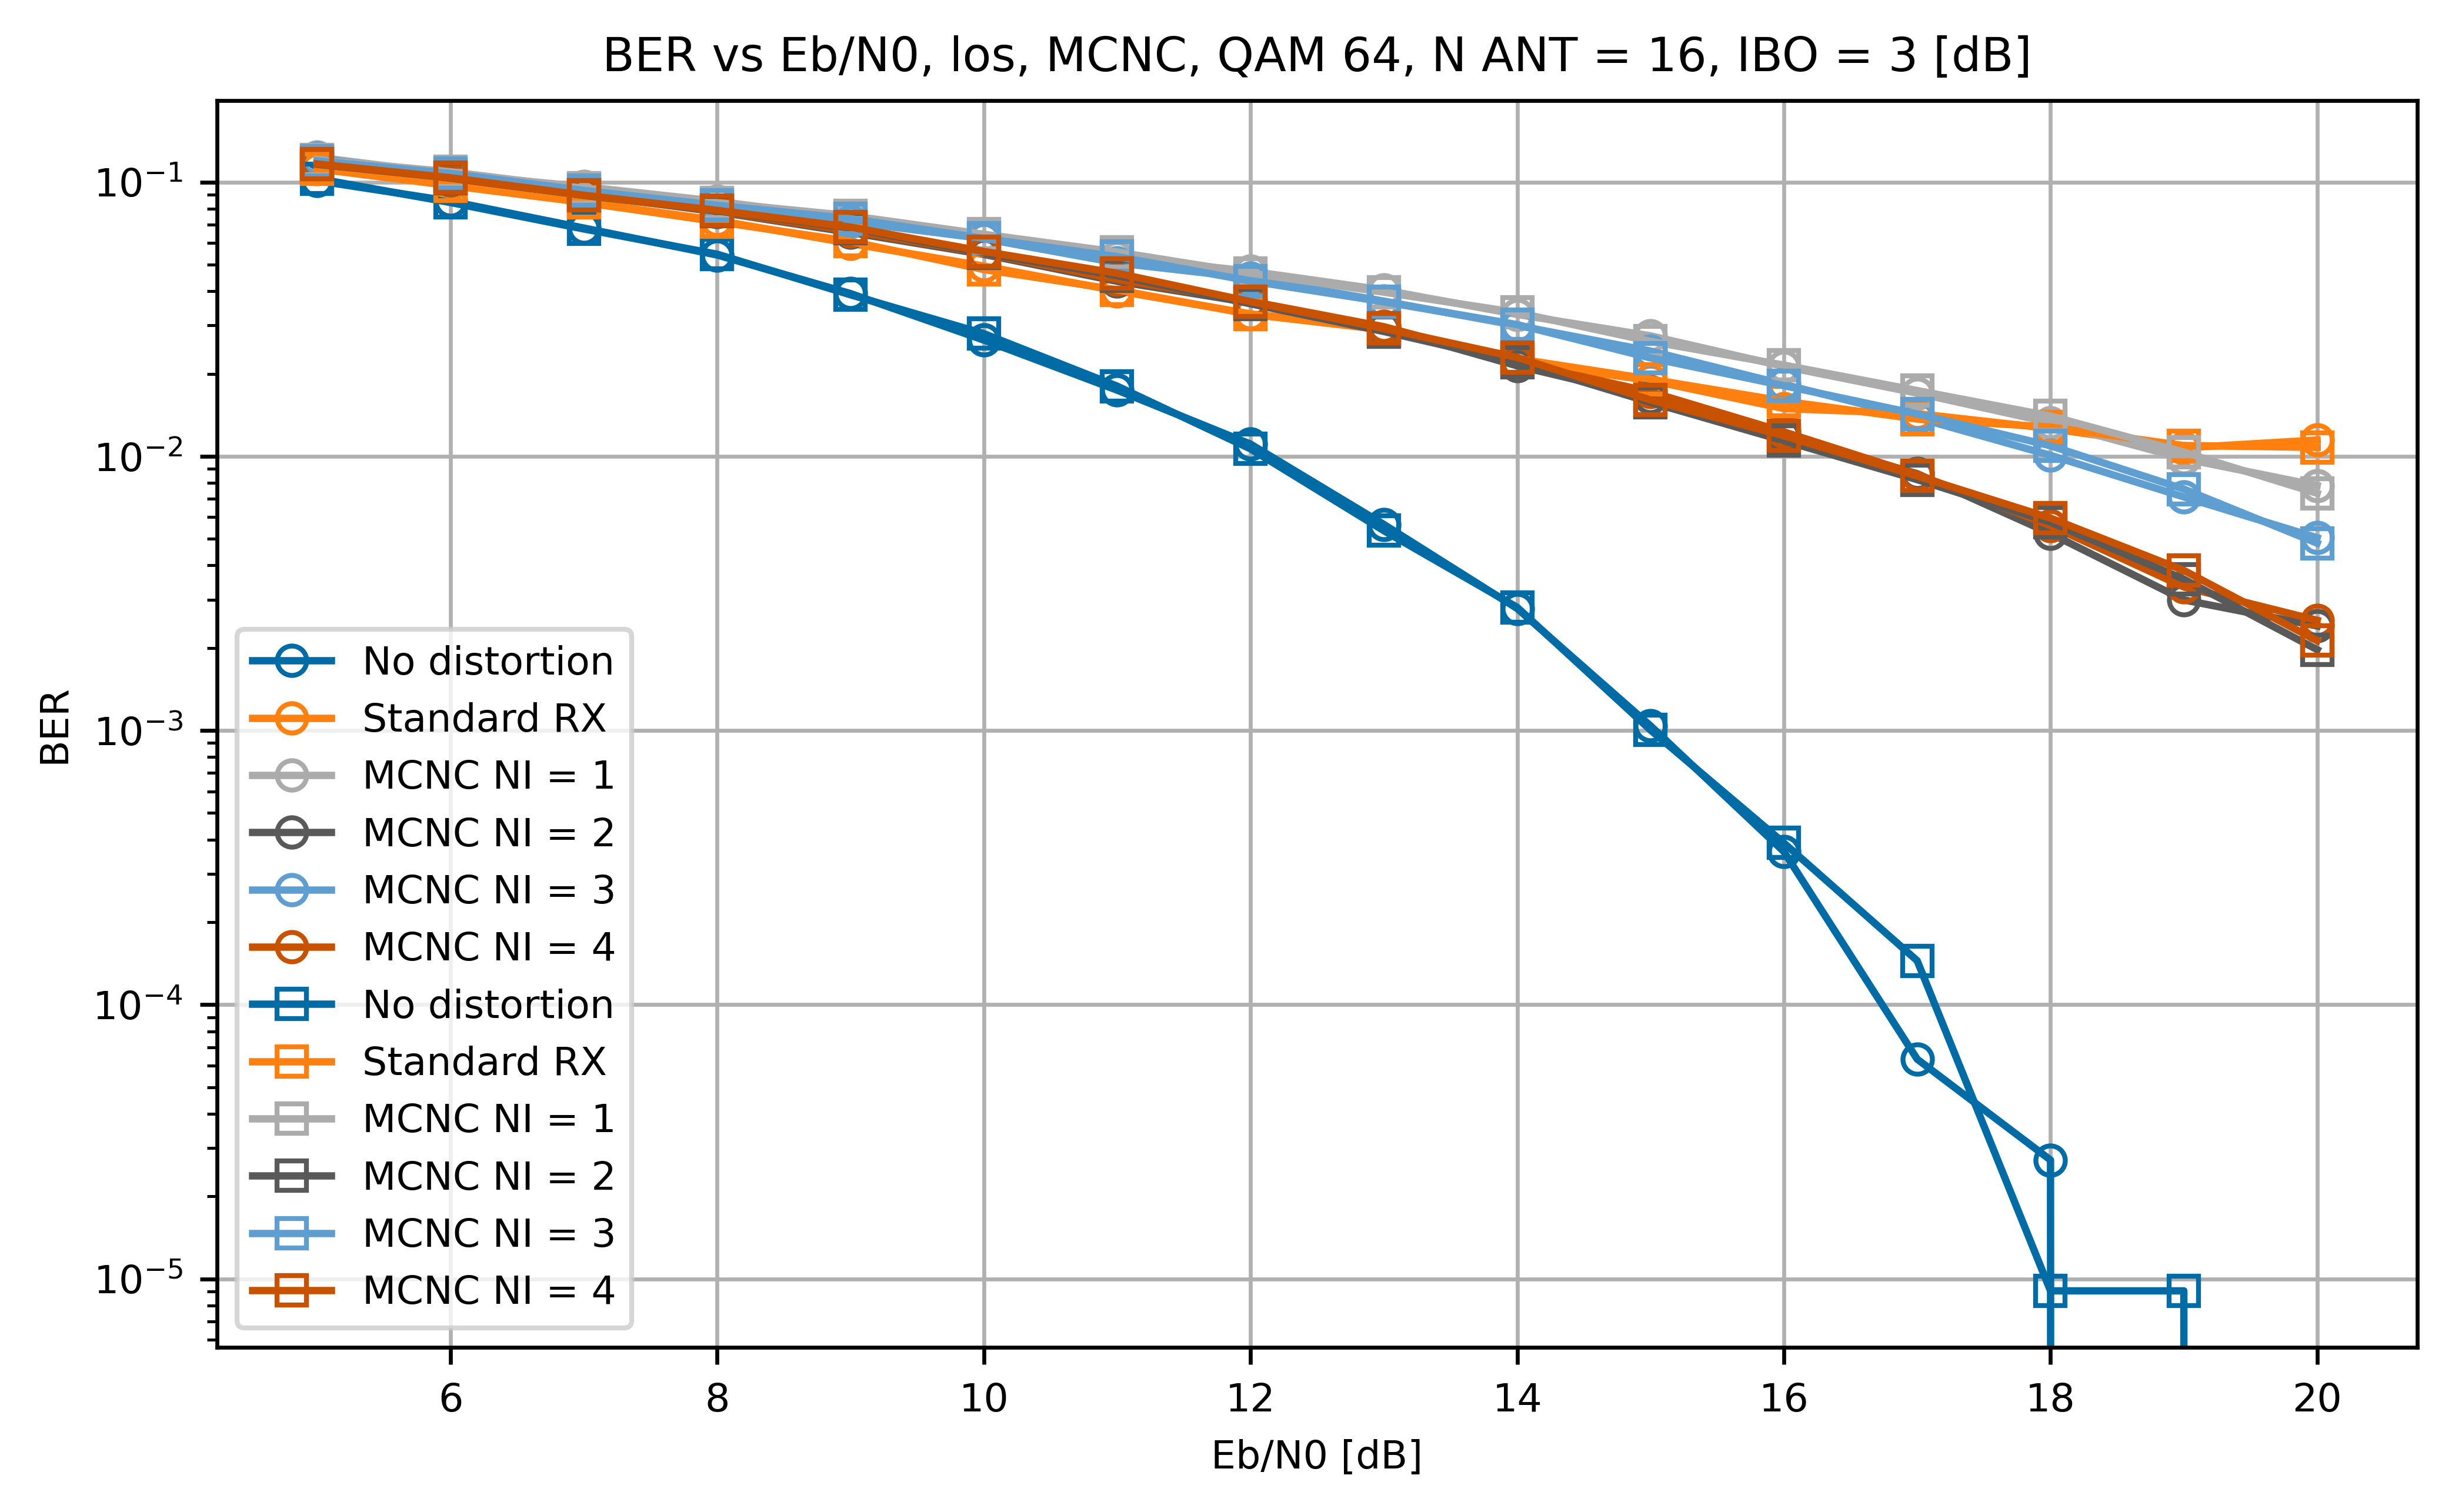 BER vs Eb/N0, los, MCNC, QAM 64, N ANT = 16, IBO = 3 [dB]
BER
10⁻¹
10⁻²
10⁻³
10⁻⁴
10⁻⁵
No distortion
Standard RX
MCNC NI = 1
MCNC NI = 2
MCNC NI = 3
MCNC NI = 4
No distortion
Standard RX
MCNC NI = 1
MCNC NI = 2
MCNC NI = 3
MCNC NI = 4
6 8 10 12 14 16 18 20
Eb/N0 [dB]